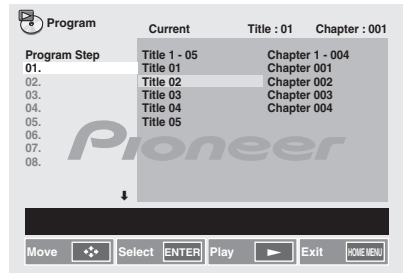 Program
Current Title : 01 Chapter : 001
Program Step Title 1 - 05 Chapter 1 - 004
01. Title 01 Chapter 001
02. Title 02 Chapter 002
03. Title 03 Chapter 003
04. Title 04 Chapter 004
05. Title 05
06.
07.
08.
Pioneer
Move Select ENTER Play Exit HOME MENU